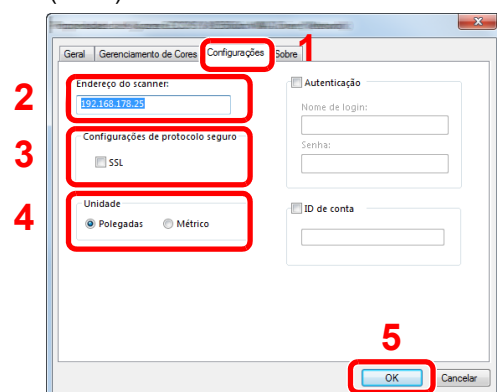 Geral Gerenciamento de Cores Configurações Sobre 1
2 Endereço do scanner:
192.168.178.25
3 Configurações de protocolo seguro
SSL
4 Unidade
Polegadas Métrico
Autenticação
Nome de login:
Senha:
ID de conta
5
OK Cancelar